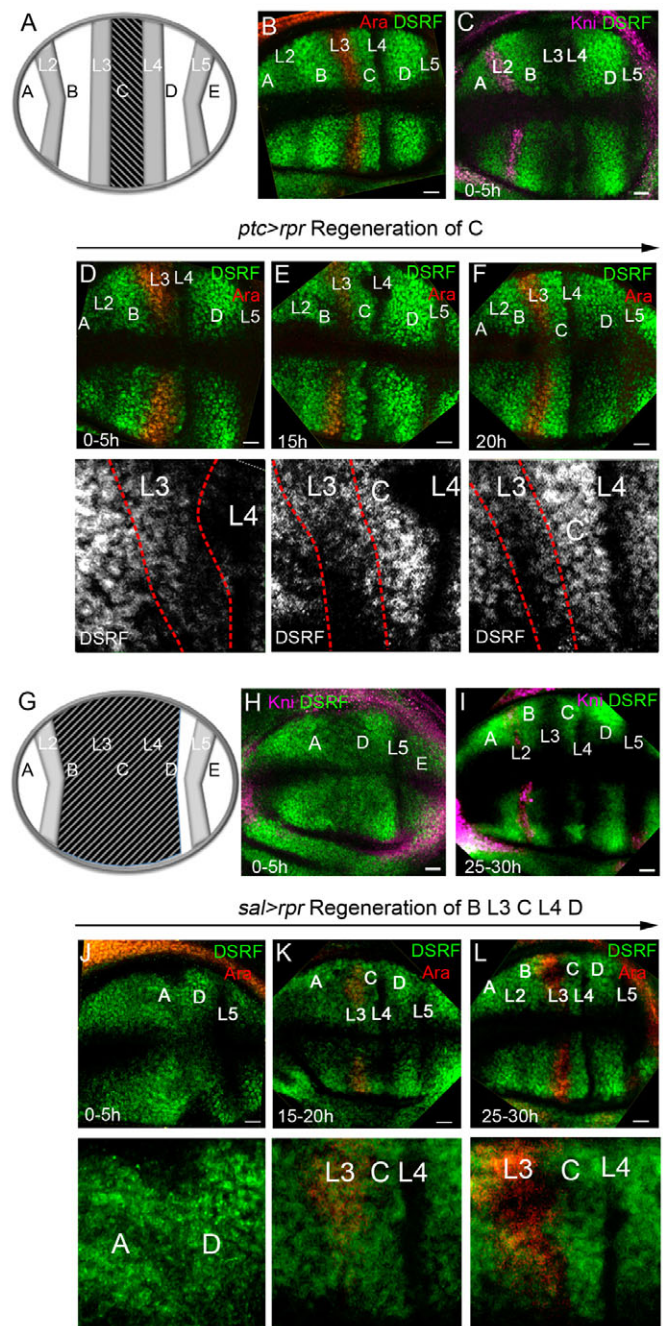 A
L2 L3 L4 L5
A B C D E
B Ara DSRF
L3 L4
L2 L5
A B C D
C Kni DSRF
L3 L4
L2
A B D L5
0-5h
ptc>rpr Regeneration of C
D DSRF
L3 L4 Ara
L2
A B D L5
0-5h
E DSRF
L3 L4 Ara
L2 C
A B D L5
15h
F DSRF
L3 L4 Ara
L2
A B C D L5
20h
L3
L4
DSRF
L3 C L4
DSRF
L3 L4
C
DSRF
G
L2 L3 L4 L5
A B C D E
H Kni DSRF
A D L5
E
0-5h
I Kni DSRF
B C
A L3 D
L2 L4 L5
25-30h
sal>rpr Regeneration of B L3 C L4 D
J DSRF
Ara
A D
L5
0-5h
K DSRF
C Ara
A D
L3 L4 L5
15-20h
L DSRF
B C D Ara
A
L2 L3 L4 L5
25-30h
A D
L3 C L4
L3 C L4